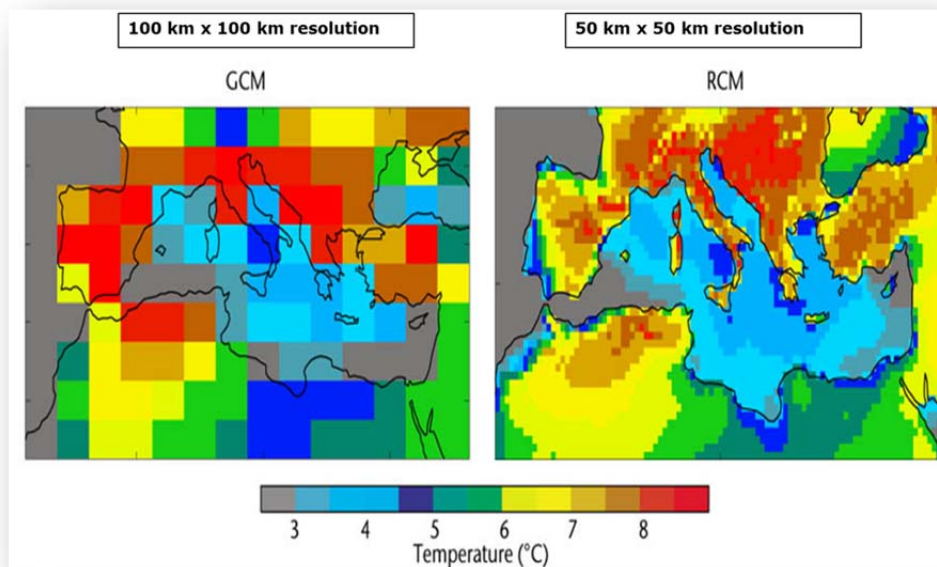 100 km x 100 km resolution
50 km x 50 km resolution
GCM
RCM
3 4 5 6 7 8
Temperature (°C)